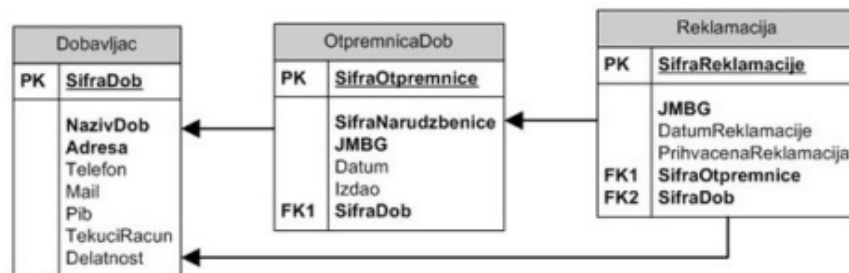 Dobavljac
PK SifraDob
NazivDob
Adresa
Telefon
Mail
Pib
TekuciRacun
Delatnost
OtpremnicaDob
PK SifraOtpremnice
SifraNarudzbenice
JMBG
Datum
Izdao
FK1 SifraDob
Reklamacija
PK SifraReklamacije
JMBG
DatumReklamacije
PrihvacenaReklamacija
FK1 SifraOtpremnice
FK2 SifraDob